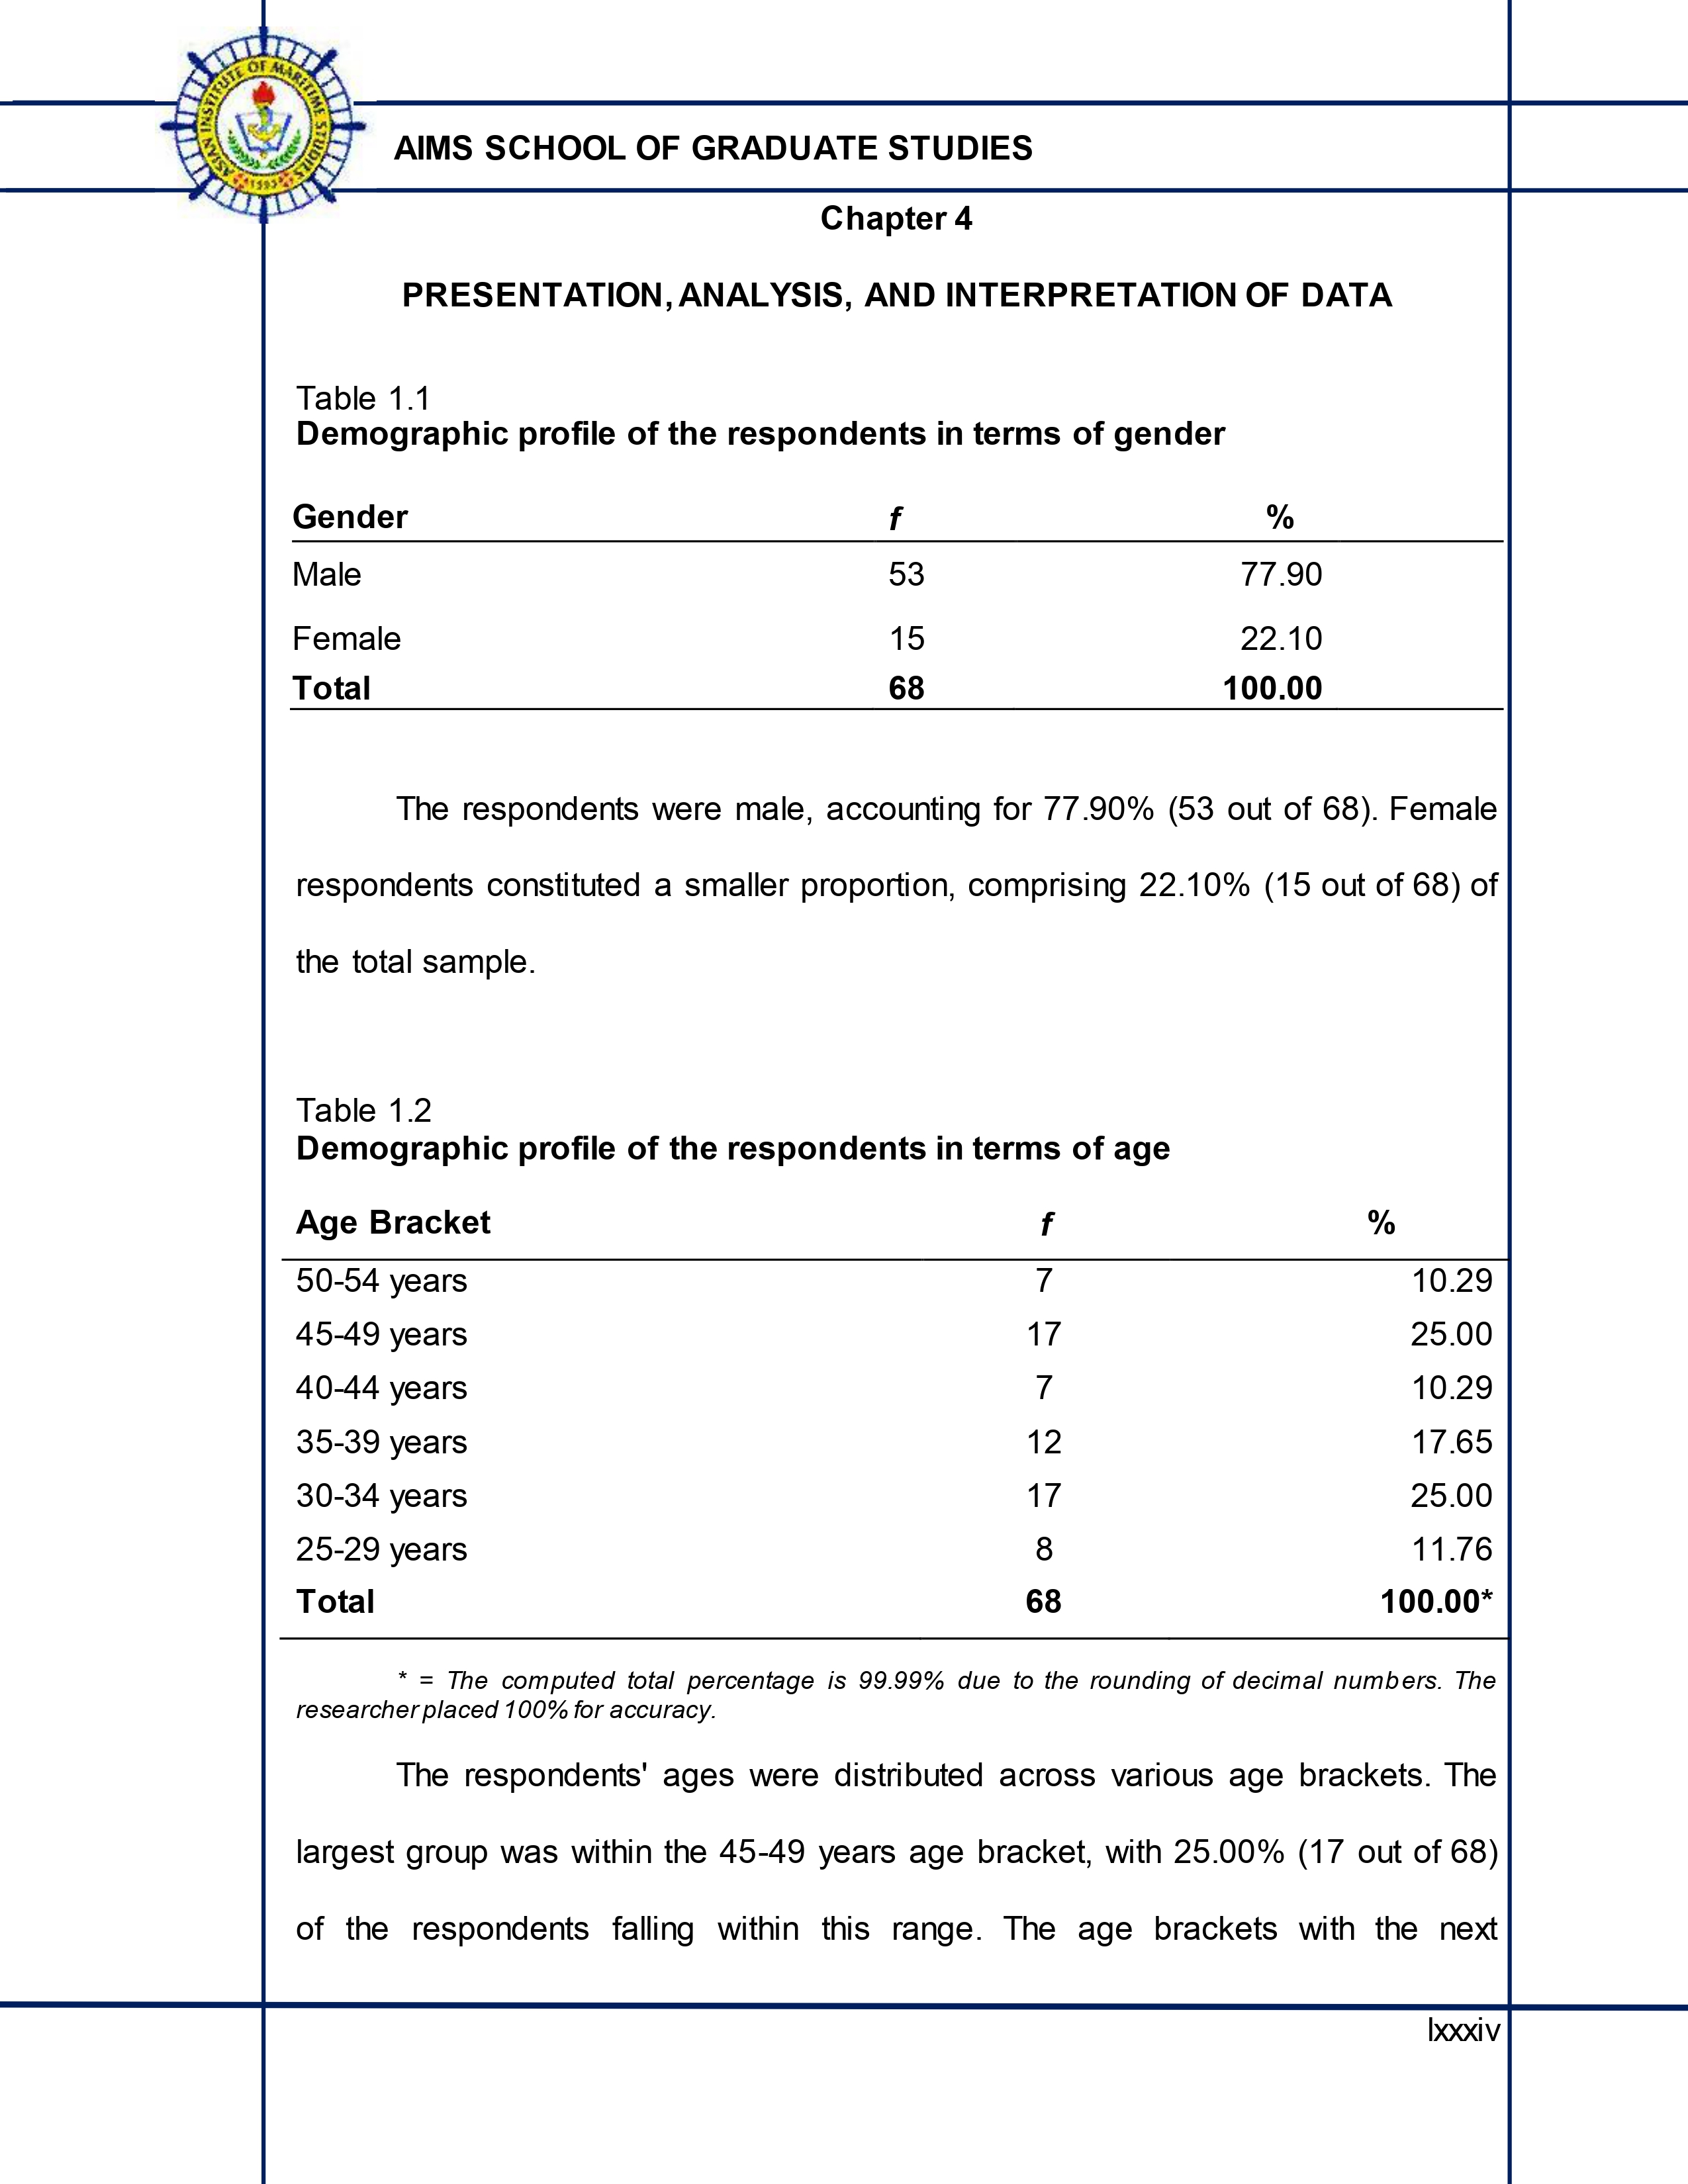 ASIAN INSTITUTE OF MARITIME STUDIES
1993
AIMS SCHOOL OF GRADUATE STUDIES
Chapter 4
PRESENTATION, ANALYSIS, AND INTERPRETATION OF DATA
Table 1.1
Demographic profile of the respondents in terms of gender
Gender f %
Male 53 77.90
Female 15 22.10
Total 68 100.00
The respondents were male, accounting for 77.90% (53 out of 68). Female
respondents constituted a smaller proportion, comprising 22.10% (15 out of 68) of
the total sample.
Table 1.2
Demographic profile of the respondents in terms of age
Age Bracket f %
50-54 years 7 10.29
45-49 years 17 25.00
40-44 years 7 10.29
35-39 years 12 17.65
30-34 years 17 25.00
25-29 years 8 11.76
Total 68 100.00*
* = The computed total percentage is 99.99% due to the rounding of decimal numbers. The
researcher placed 100% for accuracy.
The respondents' ages were distributed across various age brackets. The
largest group was within the 45-49 years age bracket, with 25.00% (17 out of 68)
of the respondents falling within this range. The age brackets with the next
lxxxiv